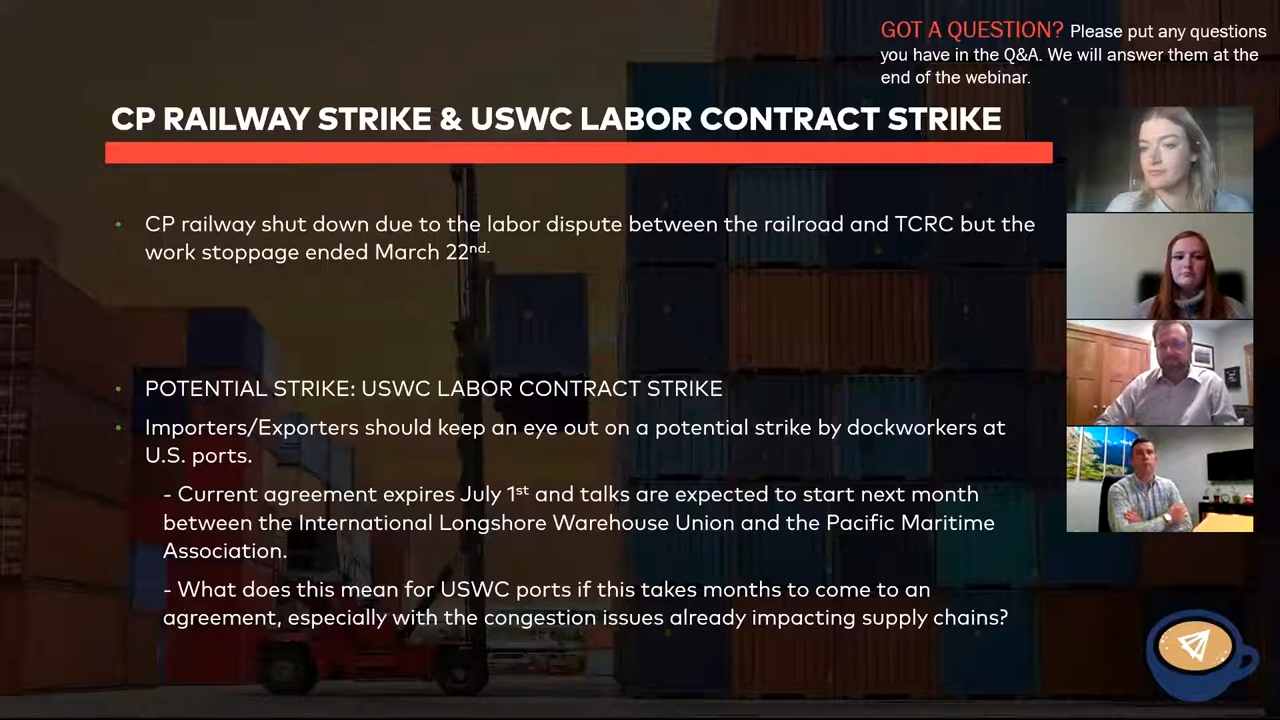 GOT A QUESTION? Please put any questions
you have in the Q&A. We will answer them at the
end of the webinar.
CP RAILWAY STRIKE & USWC LABOR CONTRACT STRIKE
• CP railway shut down due to the labor dispute between the railroad and TCRC but the
work stoppage ended March 22nd.
• POTENTIAL STRIKE: USWC LABOR CONTRACT STRIKE
• Importers/Exporters should keep an eye out on a potential strike by dockworkers at
U.S. ports.
- Current agreement expires July 1st and talks are expected to start next month
between the International Longshore Warehouse Union and the Pacific Maritime
Association.
- What does this mean for USWC ports if this takes months to come to an
agreement, especially with the congestion issues already impacting supply chains?